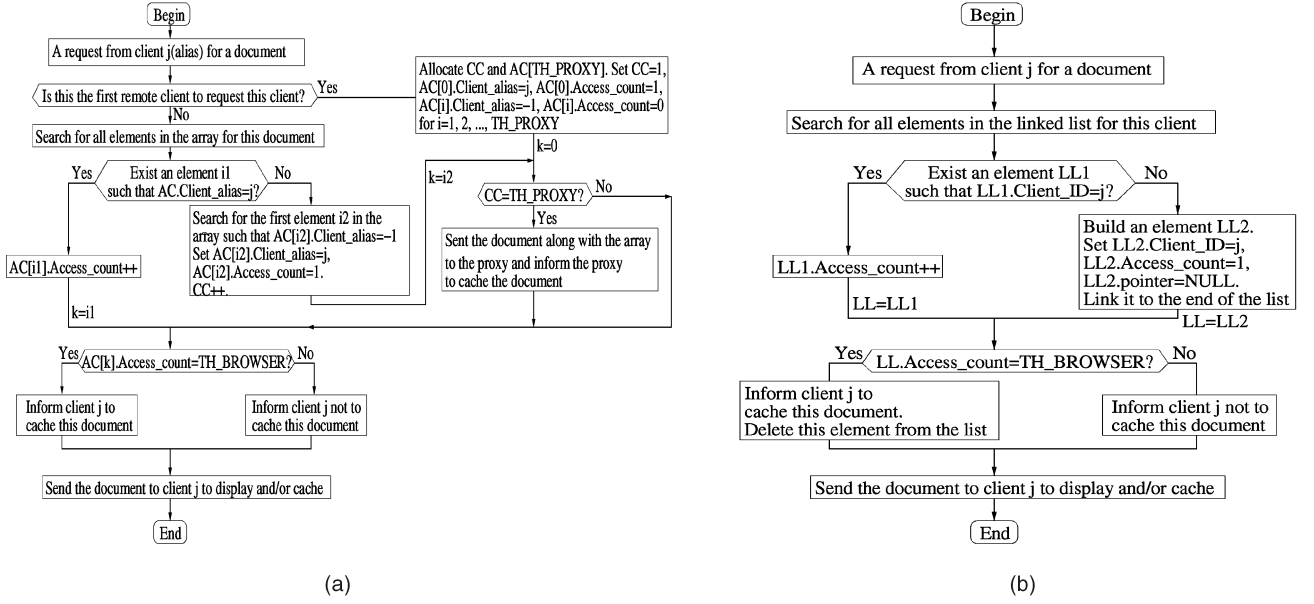 Begin
A request from client j(alias) for a document
Is this the first remote client to request this client?
Yes
No
Allocate CC and AC[TH_PROXY]. Set CC=1,
AC[0].Client_alias=j, AC[0].Access_count=1,
AC[i].Client_alias=−1, AC[i].Access_count=0
for i=1, 2, ..., TH_PROXY
Search for all elements in the array for this document
k=0
Yes
Exist an element i1
such that AC.Client_alias=j?
No
k=i2
CC=TH_PROXY?
No
Yes
Search for the first element i2 in the
array such that AC[i2].Client_alias=−1
Set AC[i2].Client_alias=j,
AC[i2].Access_count=1.
CC++.
Sent the document along with the array
to the proxy and inform the proxy
to cache the document
AC[i1].Access_count++
k=i1
Yes
AC[k].Access_count=TH_BROWSER?
No
Inform client j to
cache this document
Inform client j not to
cache this document
Send the document to client j to display and/or cache
End
(a)
Begin
A request from client j for a document
Search for all elements in the linked list for this client
Yes
Exist an element LL1
such that LL1.Client_ID=j?
No
LL1.Access_count++
Build an element LL2.
Set LL2.Client_ID=j,
LL2.Access_count=1,
LL2.pointer=NULL.
Link it to the end of the list
LL=LL1
LL=LL2
Yes
LL.Access_count=TH_BROWSER?
No
Inform client j to
cache this document.
Delete this element from the list
Inform client j not to
cache this document
Send the document to client j to display and/or cache
End
(b)